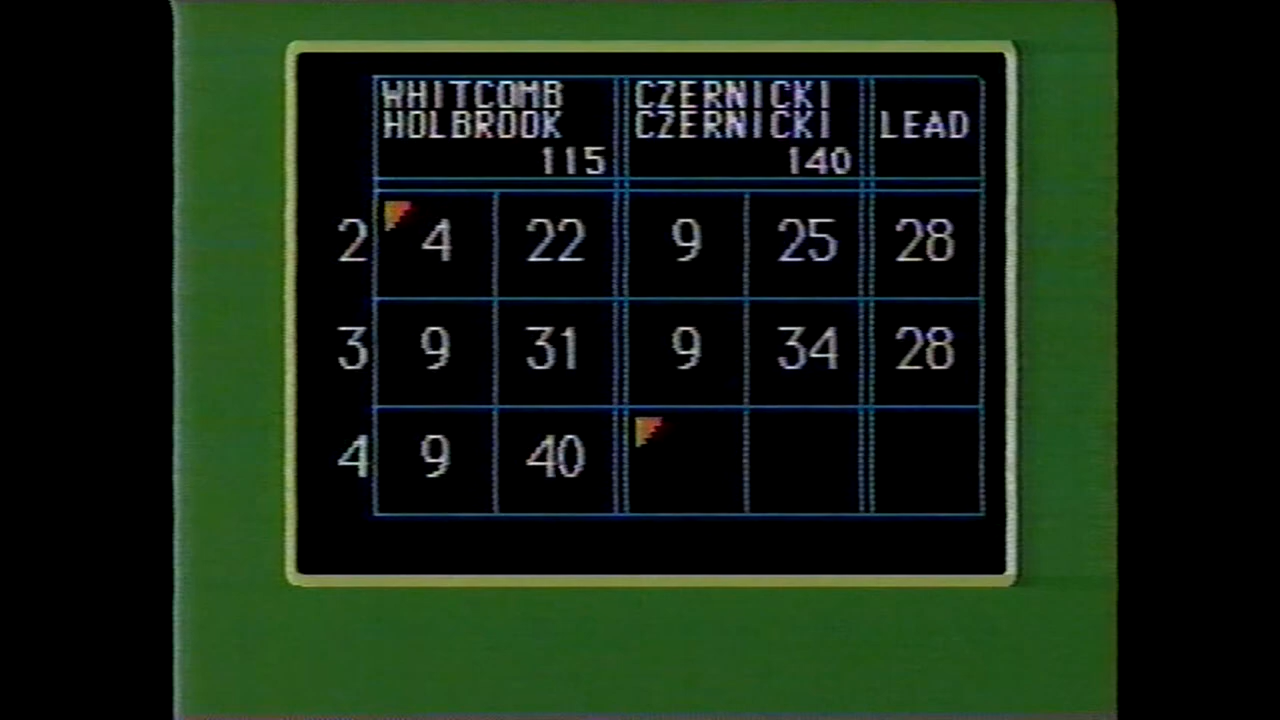 WHITCOMB CZERNICKI
HOLBROOK CZERNICKI LEAD
115 140
2 4 22 9 25 28
3 9 31 9 34 28
4 9 40